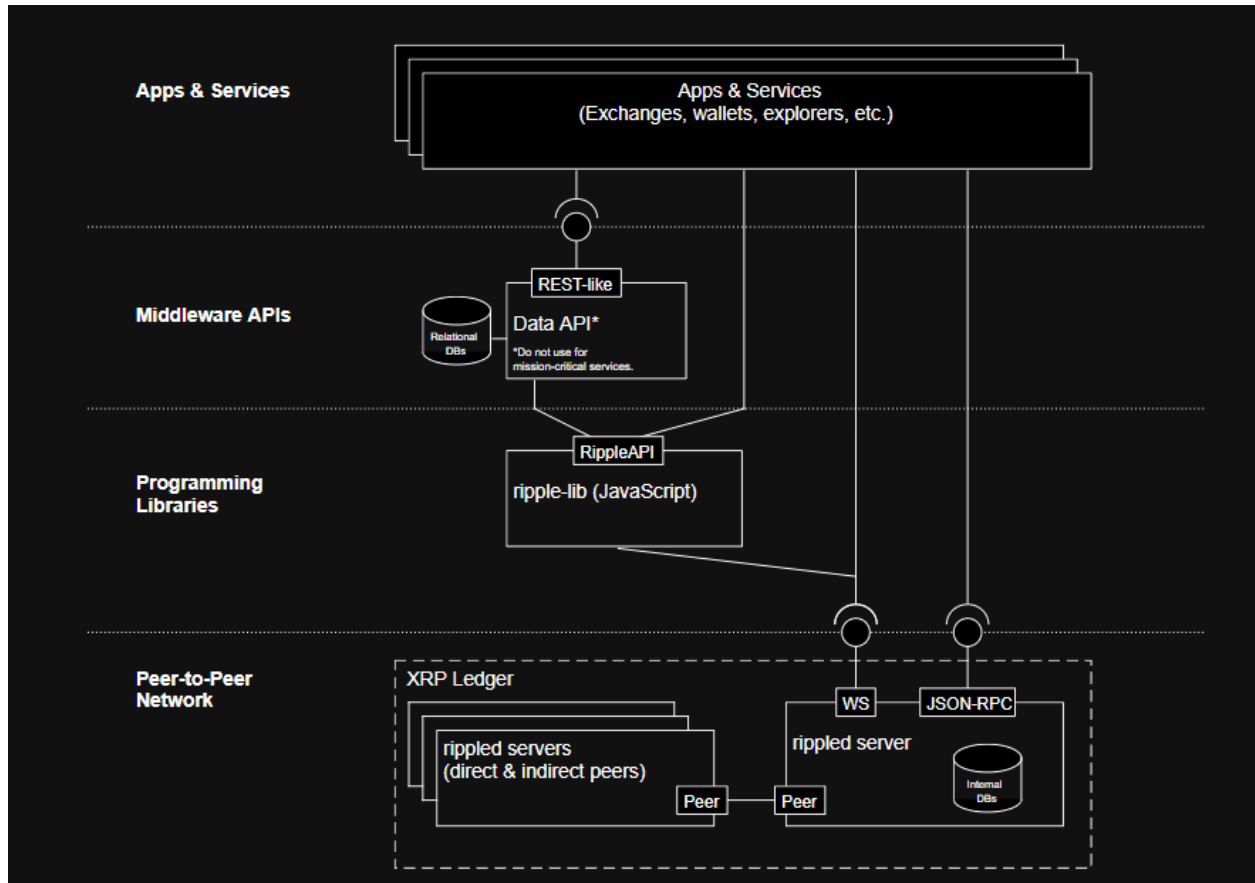 Apps & Services
Apps & Services
(Exchanges, wallets, explorers, etc.)
REST-like
Middleware APIs
Relational
DBs
Data API*
*Do not use for
mission-critical services.
RippleAPI
Programming
Libraries
ripple-lib (JavaScript)
Peer-to-Peer
Network
XRP Ledger
WS
JSON-RPC
rippled servers
(direct & indirect peers)
Peer
Peer
rippled server
Internal
DBs